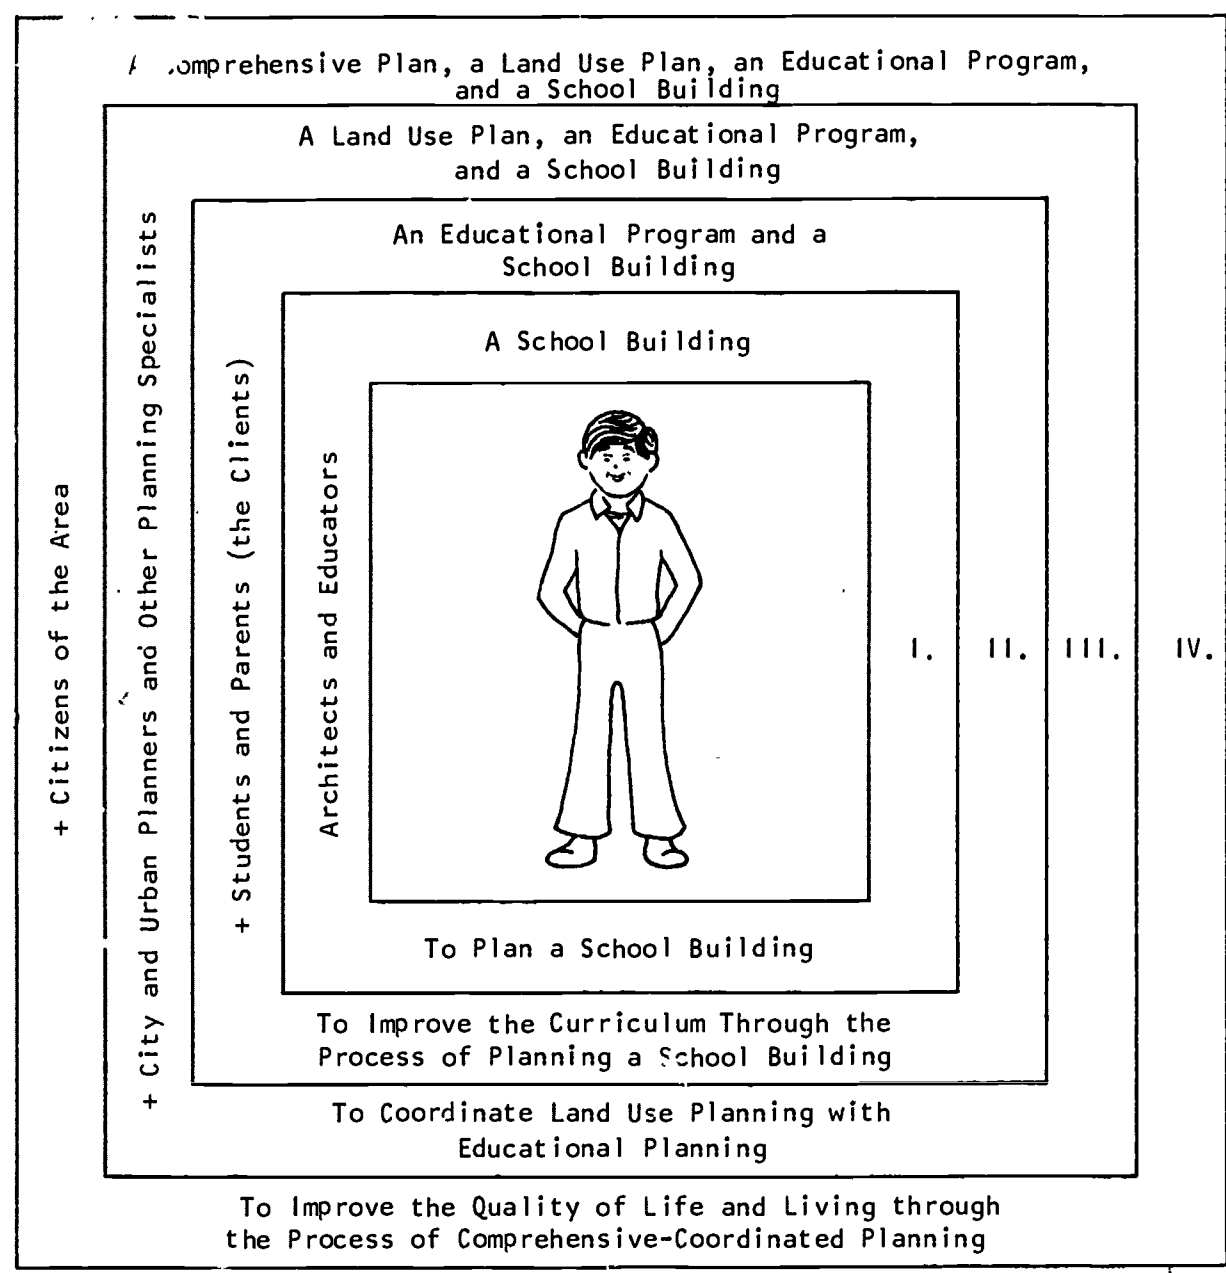 Comprehensive Plan, a Land Use Plan, an Educational Program,
and a School Building
A Land Use Plan, an Educational Program,
and a School Building
An Educational Program and a
School Building
A School Building
+ Citizens of the Area
+ City and Urban Planners and Other Planning Specialists
+ Students and Parents (the Clients)
Architects and Educators
I.
II.
III.
IV.
To Plan a School Building
To Improve the Curriculum Through the
Process of Planning a School Building
To Coordinate Land Use Planning with
Educational Planning
To Improve the Quality of Life and Living through
the Process of Comprehensive-Coordinated Planning